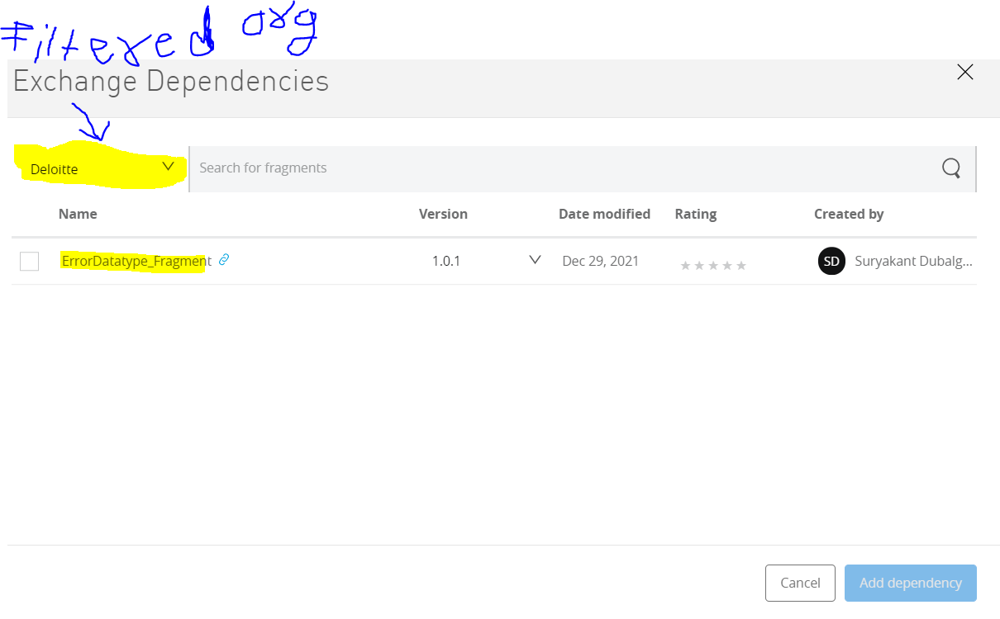 Filtered org
Exchange Dependencies
Deloitte Search for fragments
Name Version Date modified Rating Created by
ErrorDatatype_Fragment 1.0.1 Dec 29, 2021 SD Suryakant Dubalg...
Cancel Add dependency